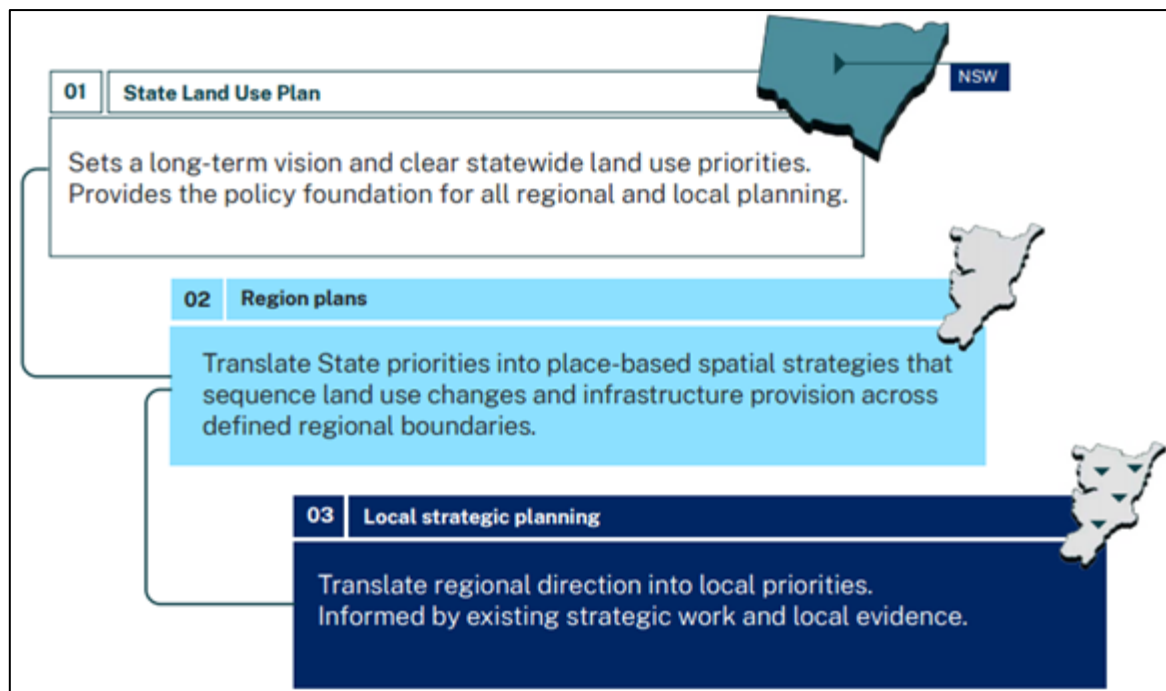 NSW
01 State Land Use Plan
Sets a long-term vision and clear statewide land use priorities.
Provides the policy foundation for all regional and local planning.
02 Region plans
Translate State priorities into place-based spatial strategies that
sequence land use changes and infrastructure provision across
defined regional boundaries.
03 Local strategic planning
Translate regional direction into local priorities.
Informed by existing strategic work and local evidence.